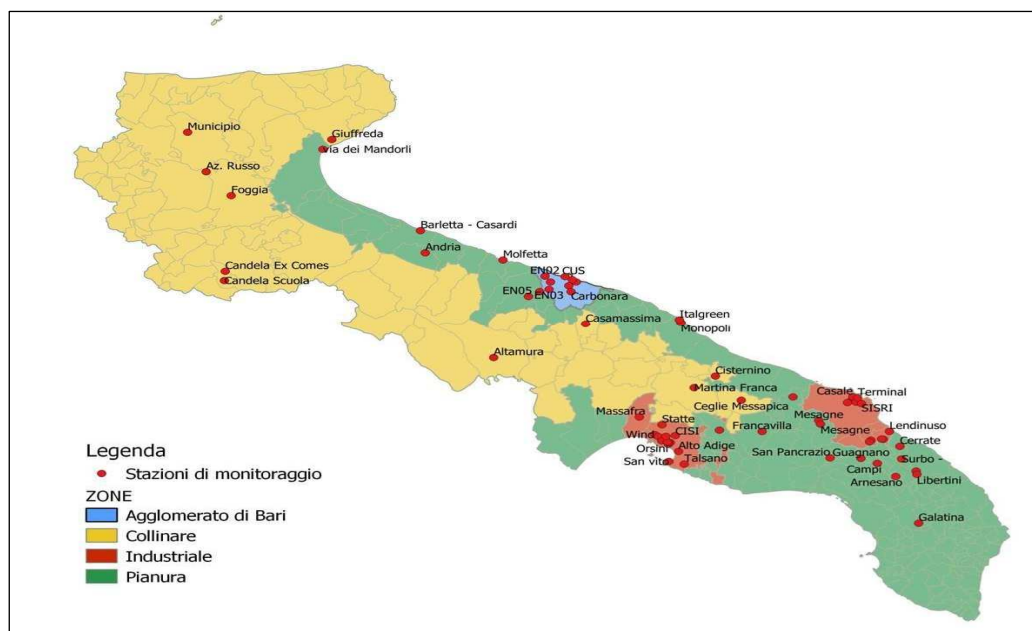 Municipio
Giuffreda
via dei Mandorli
Az. Russo
Foggia
Barletta - Casardi
Andria
Molfetta
Candela Ex Comes
Candela Scuola
EN02 CUS
EN05 EN03 Carbonara
Casamassima
Italgreen
Monopoli
Altamura
Cisternino
Martina Franca
Ceglie Messapica
Casale Terminal
SISRI
Massafra
Statte
Mesagne
Mesagne
Lendinuso
Wind
CISI
Francavilla
Cerrate
Orsini
Alto Adige
San Pancrazio
Guagnano
Surbo -
San vito
Talsano
Campi
Arnesano
Libertini
Galatina
Legenda
Stazioni di monitoraggio
ZONE
Agglomerato di Bari
Collinare
Industriale
Pianura